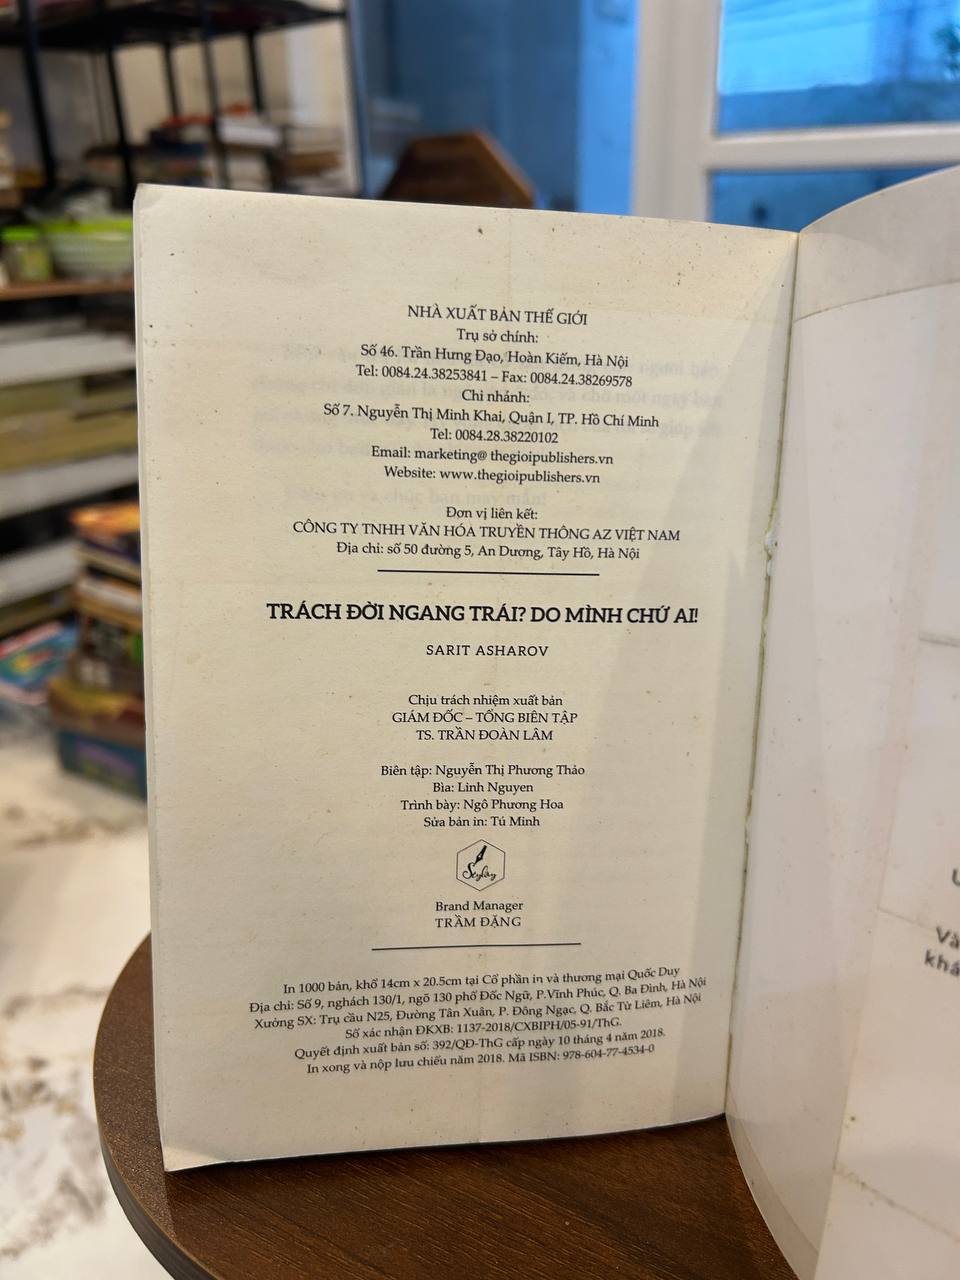 NHÀ XUẤT BẢN THẾ GIỚI
Trụ sở chính:
Số 46. Trần Hưng Đạo, Hoàn Kiếm, Hà Nội
Tel: 0084.24.38253841 – Fax: 0084.24.38269578
Chi nhánh:
Số 7. Nguyễn Thị Minh Khai, Quận I, TP. Hồ Chí Minh
Tel: 0084.28.38220102
Email: marketing@ thegioipublishers.vn
Website: www.thegioipublishers.vn
Đơn vị liên kết:
CÔNG TY TNHH VĂN HÓA TRUYỀN THÔNG AZ VIỆT NAM
Địa chỉ: số 50 đường 5, An Dương, Tây Hồ, Hà Nội
TRÁCH ĐỜI NGANG TRÁI? DO MÌNH CHỨ AI!
SARIT ASHAROV
Chịu trách nhiệm xuất bản
GIÁM ĐỐC – TỔNG BIÊN TẬP
TS. TRẦN ĐOÀN LÂM
Biên tập: Nguyễn Thị Phương Thảo
Bìa: Linh Nguyen
Trình bày: Ngô Phương Hoa
Sửa bản in: Tú Minh
Skybay
Brand Manager
TRẦM ĐẶNG
In 1000 bản, khổ 14cm x 20.5cm tại Cổ phần in và thương mại Quốc Duy
Địa chỉ: Số 9, nghách 130/1, ngõ 130 phố Đốc Ngữ, P.Vĩnh Phúc, Q. Ba Đình, Hà Nội
Xưởng SX: Trụ cầu N25, Đường Tân Xuân, P. Đông Ngạc, Q. Bắc Từ Liêm, Hà Nội
Số xác nhận ĐKXB: 1137-2018/CXBIPH/05-91/ThG.
Quyết định xuất bản số: 392/QĐ-ThG cấp ngày 10 tháng 4 năm 2018.
In xong và nộp lưu chiếu năm 2018. Mã ISBN: 978-604-77-4534-0